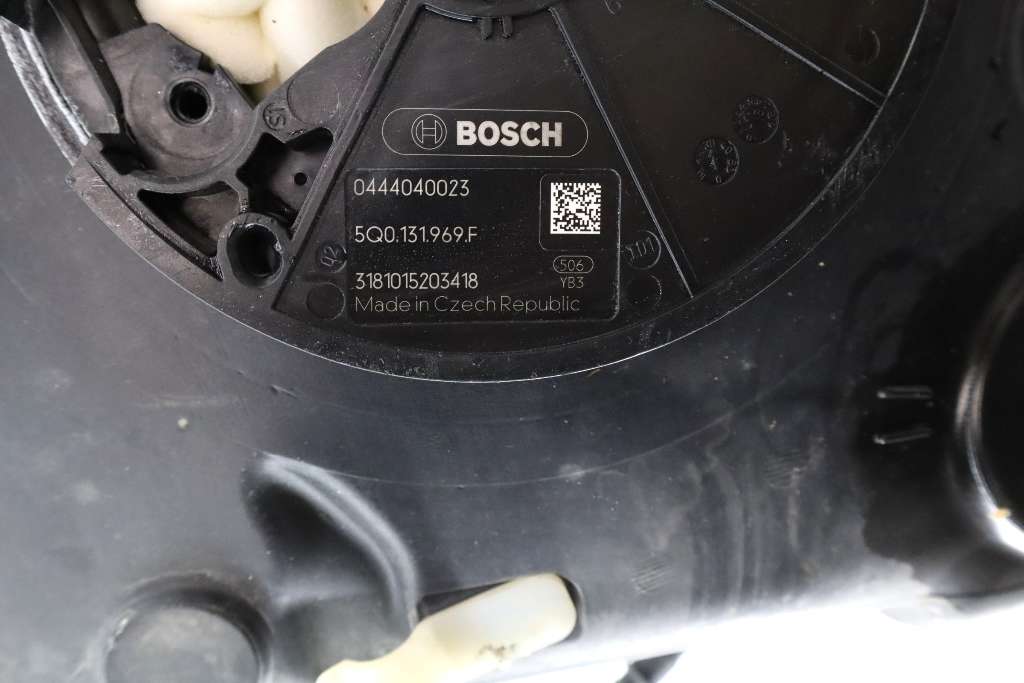 BOSCH
0444040023
5Q0.131.969.F
3181015203418
506
YB3
Made in Czech Republic